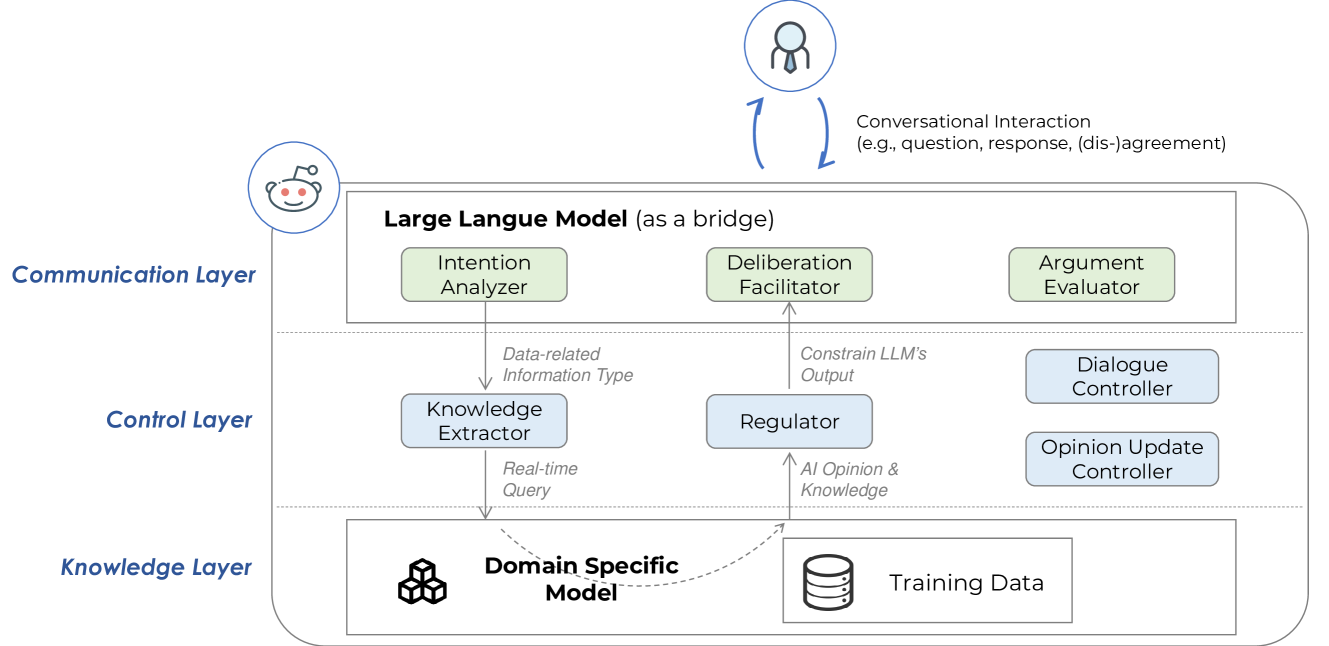 Conversational Interaction
(e.g., question, response, (dis-)agreement)
Large Langue Model (as a bridge)
Communication Layer
Intention
Analyzer
Deliberation
Facilitator
Argument
Evaluator
Data-related
Information Type
Constrain LLM's
Output
Dialogue
Controller
Control Layer
Knowledge
Extractor
Regulator
Opinion Update
Controller
Real-time
Query
AI Opinion &
Knowledge
Knowledge Layer
Domain Specific
Model
Training Data